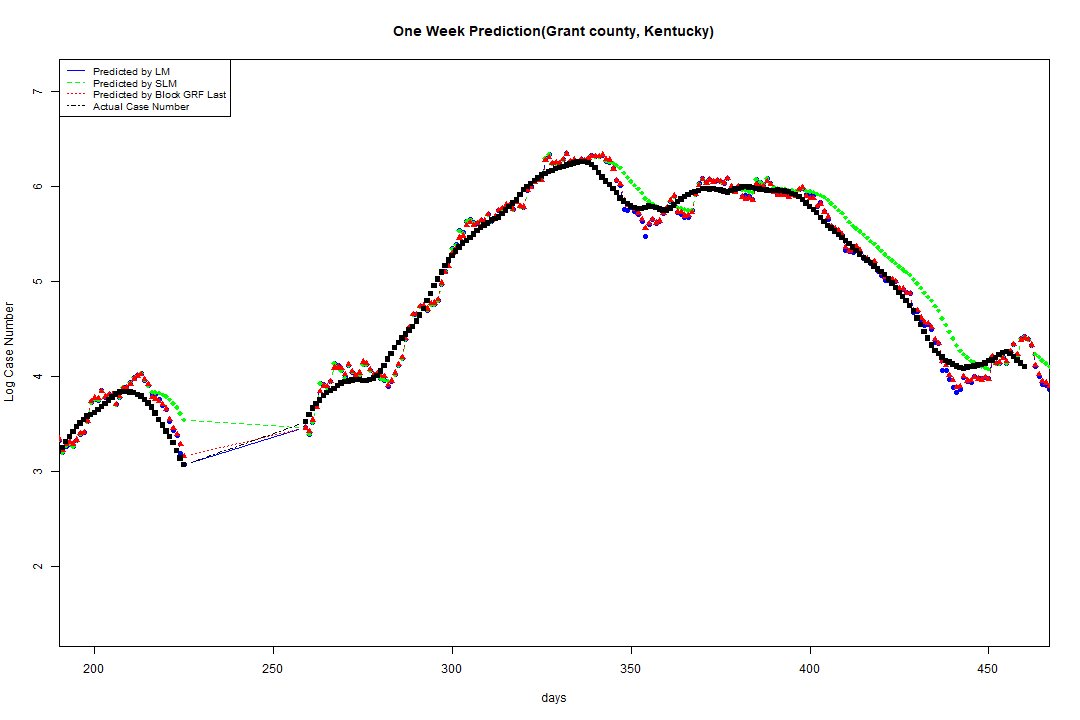 One Week Prediction(Grant county, Kentucky)
Predicted by LM
Predicted by SLM
Predicted by Block GRF Last
Actual Case Number
7
6
5
4
3
2
Log Case Number
200 250 300 350 400 450
days